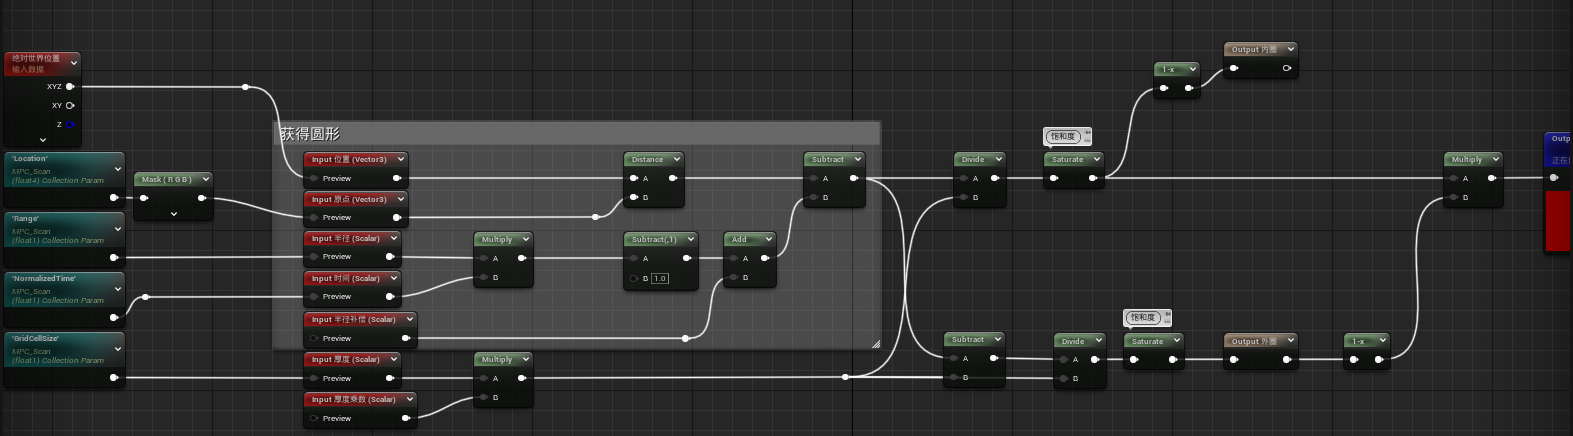 绝对世界位置
输入数据
XYZ
XY
Z
'Location'
MPC_Scan
(float4) Collection Param
Mask ( R G B )
'Range'
MPC_Scan
(float1) Collection Param
'NormalizedTime'
MPC_Scan
(float1) Collection Param
'GridCellSize'
MPC_Scan
(float1) Collection Param
获得圆形
Input 位置 (Vector3)
Preview
Input 原点 (Vector3)
Preview
Input 半径 (Scalar)
Preview
Input 时间 (Scalar)
Preview
Input 半径补偿 (Scalar)
Preview
Input 厚度 (Scalar)
Preview
Input 厚度乘数 (Scalar)
Preview
Multiply
A
B
Multiply
A
B
Distance
A
B
Subtract(,1)
A
B 1.0
Add
A
B
Subtract
A
B
Divide
A
B
饱和度
Saturate
1-x
Output 内圈
Subtract
A
B
Divide
A
B
饱和度
Saturate
Output 外圈
1-x
Multiply
A
B
Outp
正在